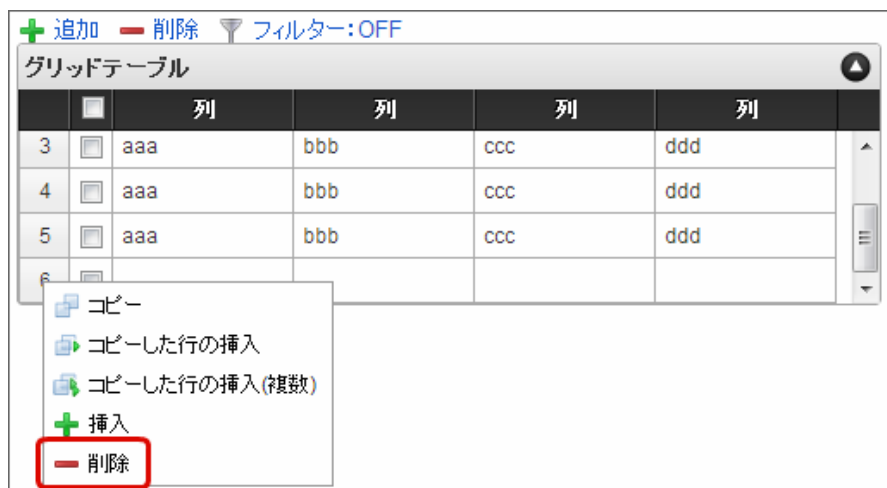 追加 削除 フィルター:OFF
グリッドテーブル
列 列 列 列
3 aaa bbb ccc ddd
4 aaa bbb ccc ddd
5 aaa bbb ccc ddd
6
コピー
コピーした行の挿入
コピーした行の挿入(複数)
挿入
削除